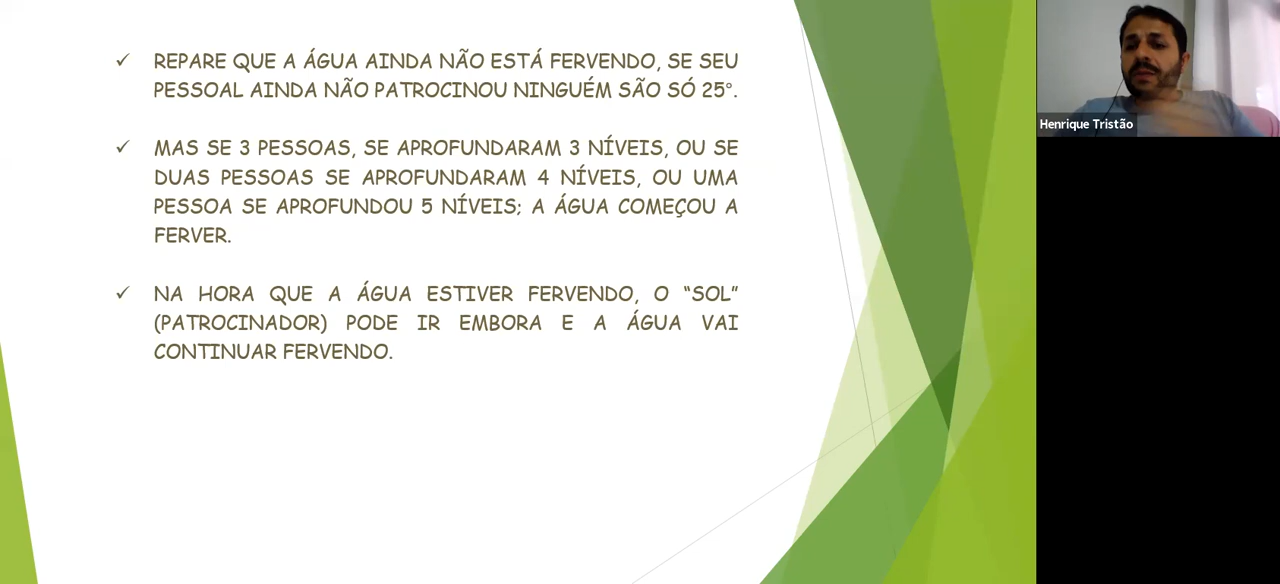 REPARE QUE A ÁGUA AINDA NÃO ESTÁ FERVENDO, SE SEU
PESSOAL AINDA NÃO PATROCINOU NINGUÉM SÃO SÓ 25°.
MAS SE 3 PESSOAS, SE APROFUNDARAM 3 NÍVEIS, OU SE
DUAS PESSOAS SE APROFUNDARAM 4 NÍVEIS, OU UMA
PESSOA SE APROFUNDOU 5 NÍVEIS; A ÁGUA COMEÇOU A
FERVER.
NA HORA QUE A ÁGUA ESTIVER FERVENDO, O “SOL”
(PATROCINADOR) PODE IR EMBORA E A ÁGUA VAI
CONTINUAR FERVENDO.
Henrique Tristão